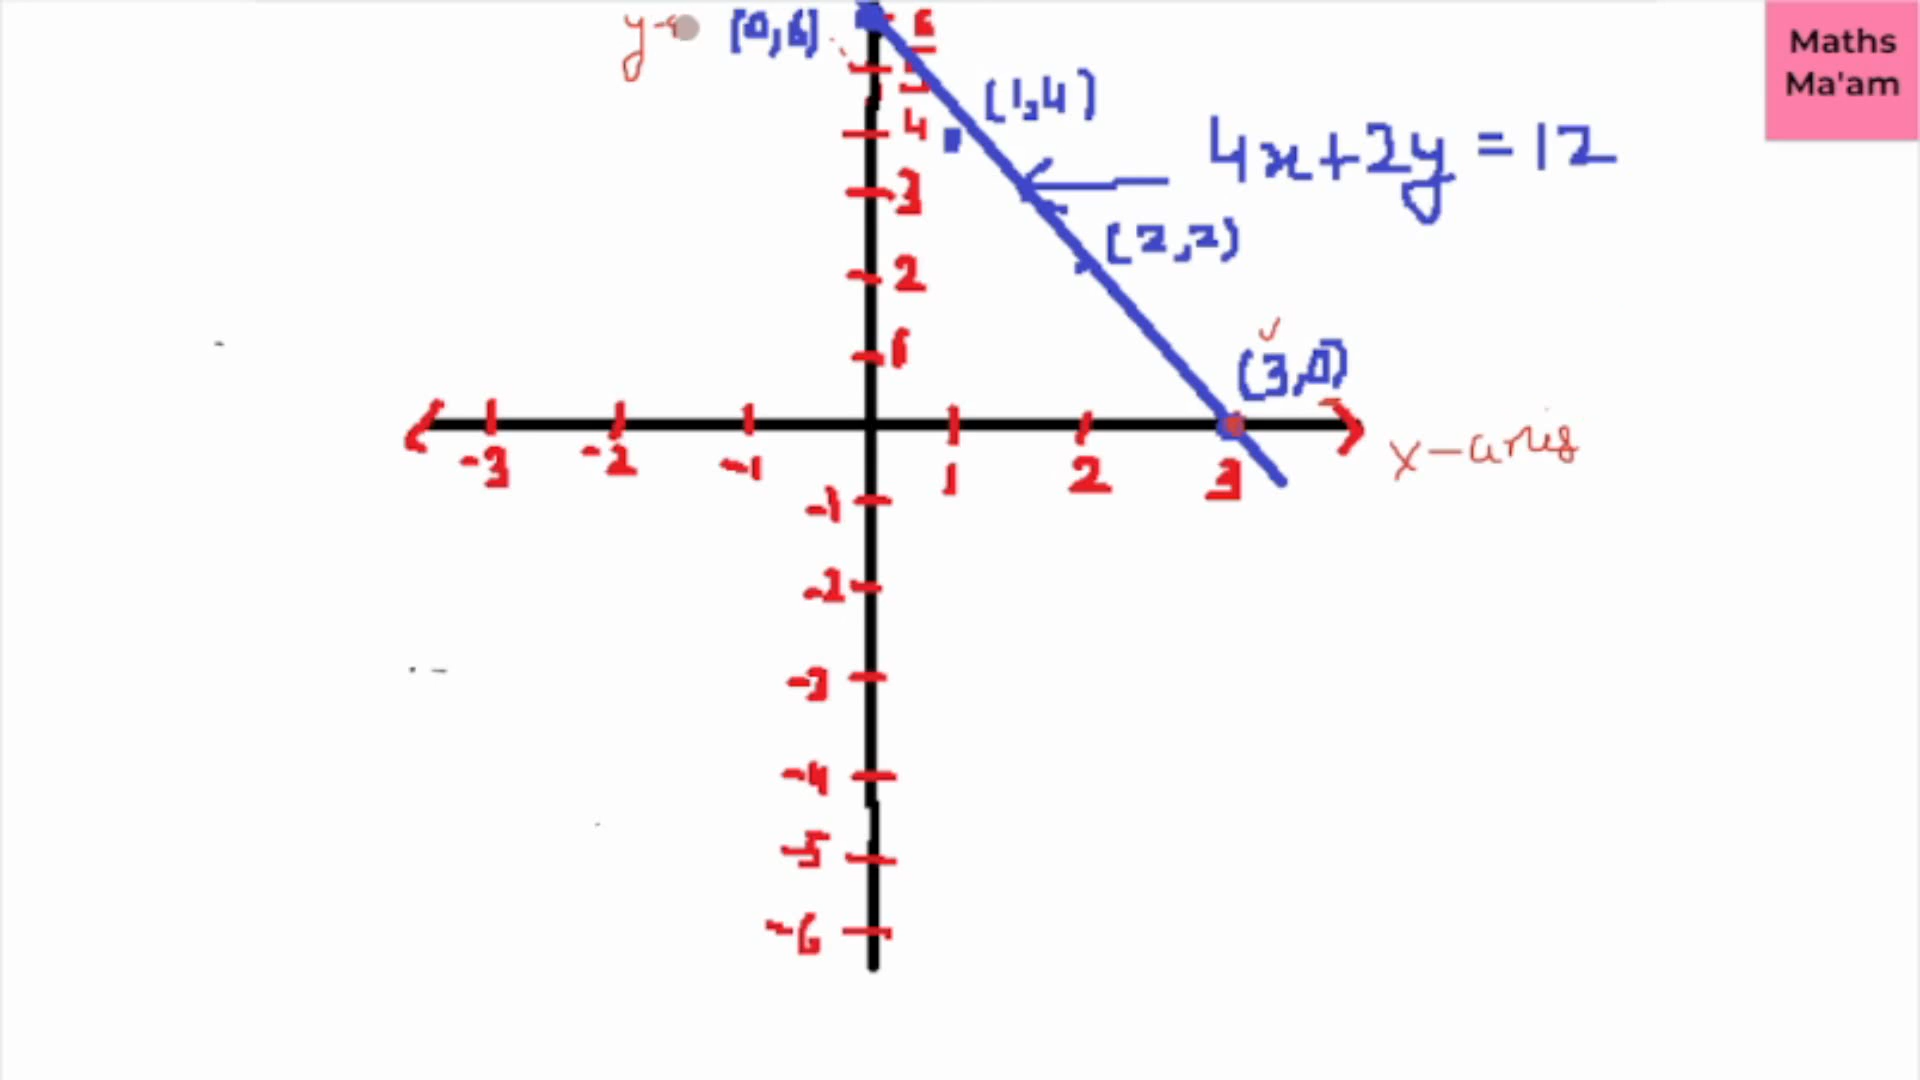 y-
(0,6)
6
5
(1,4)
4
4x+2y=12
3
(2,2)
2
1
(3,0)
x-axis
-3 -2 -1 1 2 3
-1
-2
-3
-4
-5
-6
Maths
Ma'am